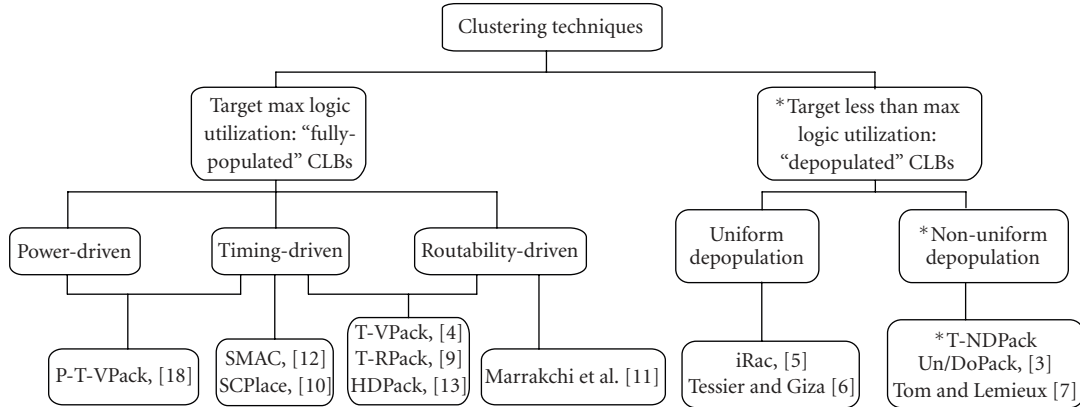 Clustering techniques
Target max logic
utilization: “fully-
populated” CLBs
*Target less than max
logic utilization:
“depopulated” CLBs
Power-driven
Timing-driven
Routability-driven
Uniform
depopulation
*Non-uniform
depopulation
P-T-VPack, [18]
SMAC, [12]
SCPlace, [10]
T-VPack, [4]
T-RPack, [9]
HDPack, [13]
Marrakchi et al. [11]
iRac, [5]
Tessier and Giza [6]
*T-NDPack
Un/DoPack, [3]
Tom and Lemieux [7]